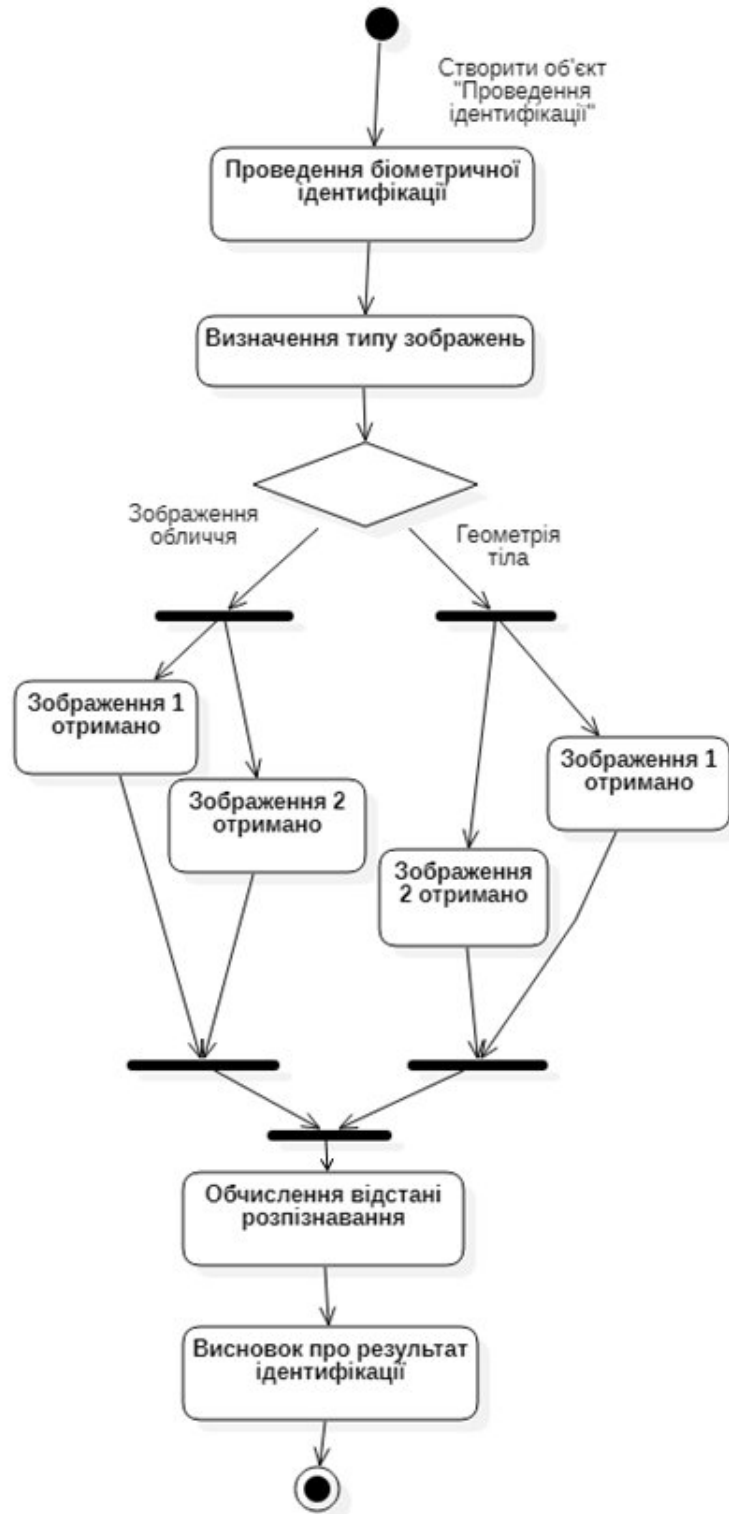 Створити об'єкт
"Проведення
ідентифікації"
Проведення біометричної
ідентифікації
Визначення типу зображень
Зображення
обличчя
Геометрія
тіла
Зображення 1
отримано
Зображення 2
отримано
Зображення 1
отримано
Зображення
2 отримано
Обчислення відстані
розпізнавання
Висновок про результат
ідентифікації